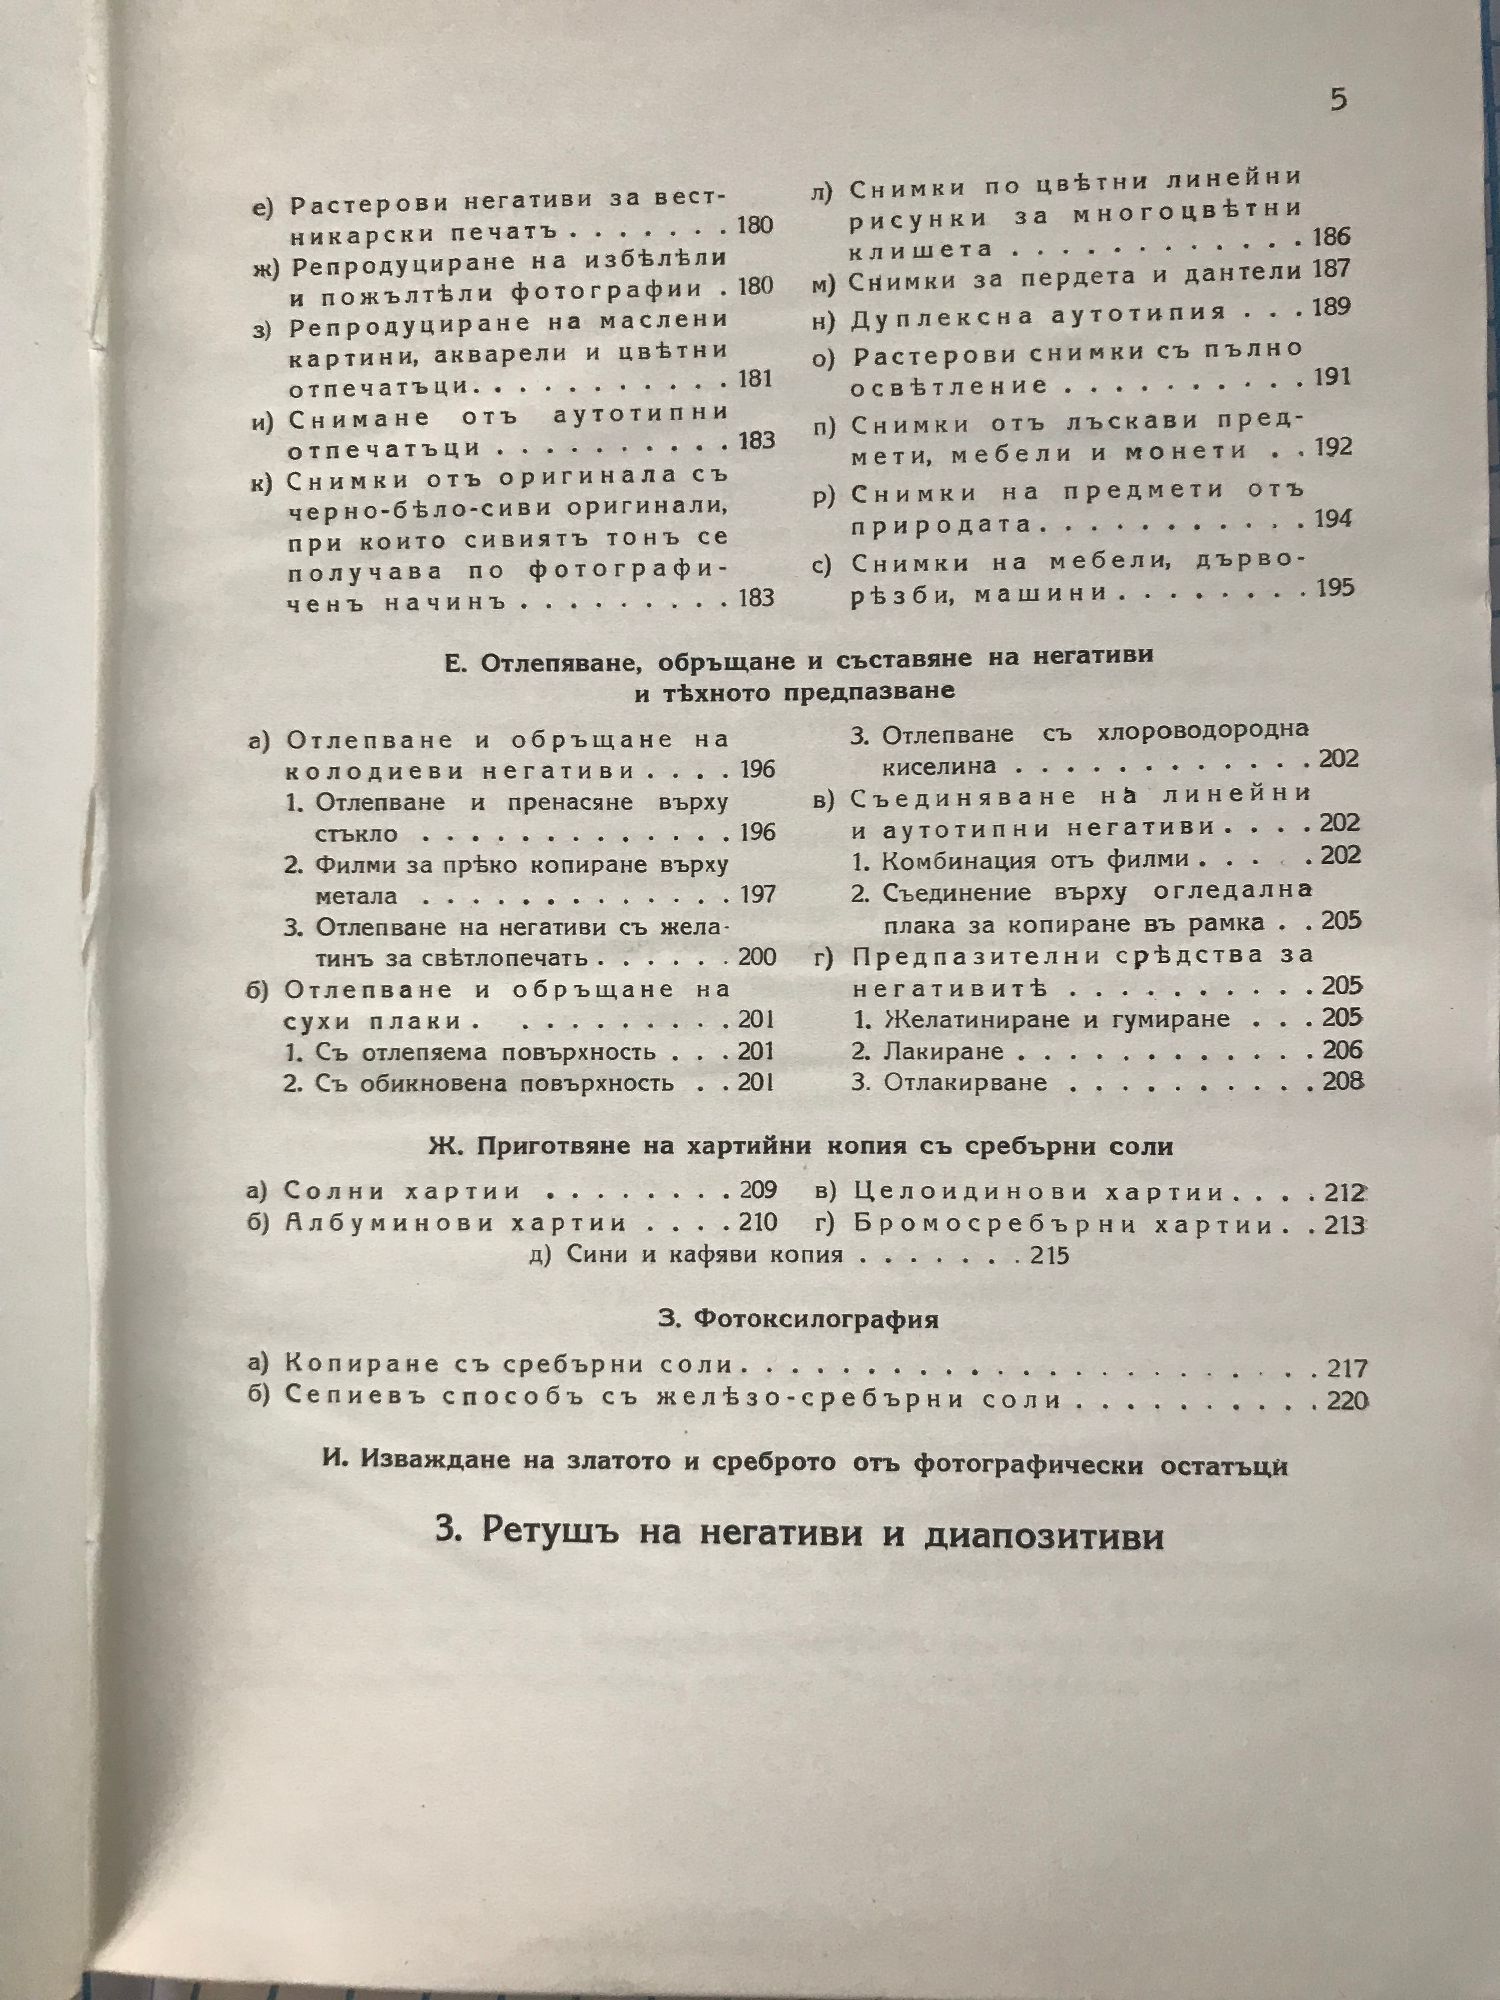 5
е) Растерови негативи за вест-
никарски печатъ . . . . . . . 180
ж) Репродуциране на избѣлѣли
и пожълтѣли фотографии . 180
з) Репродуциране на маслени
картини, акварели и цвѣтни
отпечатъци. . . . . . . . . . . 181
и) Снимане отъ аутотипни
отпечатъци . . . . . . . . . . 183
к) Снимки отъ оригинала съ
черно-бѣло-сиви оригинали,
при които сивиятъ тонъ се
получава по фотографи-
ченъ начинъ . . . . . . . . . 183
л) Снимки по цвѣтни линейни
рисунки за многоцвѣтни
клишета . . . . . . . . . . . . 186
м) Снимки за пердета и дантели 187
н) Дуплексна аутотипия . . . 189
о) Растерови снимки съ пълно
освѣтление . . . . . . . . . . 191
п) Снимки отъ лъскави пред-
мети, мебели и монети . . 192
р) Снимки на предмети отъ
природата. . . . . . . . . . . 194
с) Снимки на мебели, дърво-
рѣзби, машини . . . . . . . . 195
Е. Отлепяване, обръщане и съставяне на негативи
и тѣхното предпазване
а) Отлепване и обръщане на
колодиеви негативи . . . . 196
1. Отлепване и пренасяне върху
стъкло . . . . . . . . . . . . . 196
2. Филми за прѣко копиране върху
метала . . . . . . . . . . . . . 197
3. Отлепване на негативи съ жела-
тинъ за свѣтлопечать . . . . . . 200
б) Отлепване и обръщане на
сухи плаки . . . . . . . . . . 201
1. Съ отлепяема повърхность . . . 201
2. Съ обикновена повърхность . . 201
3. Отлепване съ хлороводородна
киселина . . . . . . . . . . . . 202
в) Съединяване на линейни
и аутотипни негативи . . . . 202
1. Комбинация отъ филми . . . . . 202
2. Съединение върху огледална
плака за копиране въ рамка . . 205
г) Предпазителни срѣдства за
негативитѣ . . . . . . . . . . 205
1. Желатиниране и гумиране . . . 205
2. Лакиране . . . . . . . . . . . . 206
3. Отлакирване . . . . . . . . . . 208
Ж. Приготвяне на хартийни копия съ сребърни соли
а) Солни хартии . . . . . . . . 209
б) Албуминови хартии . . . . 210
в) Целоидинови хартии . . . . 212
г) Бромосребърни хартии . . 213
д) Сини и кафяви копия . . . . . . . 215
З. Фотоксилография
а) Копиране съ сребърни соли . . . . . . . . . . . . . . . . . . . . . . . 217
б) Сепиевъ способъ съ желѣзо-сребърни соли . . . . . . . . . . 220
И. Изваждане на златото и среброто отъ фотографически остатъци
3. Ретушъ на негативи и диапозитиви